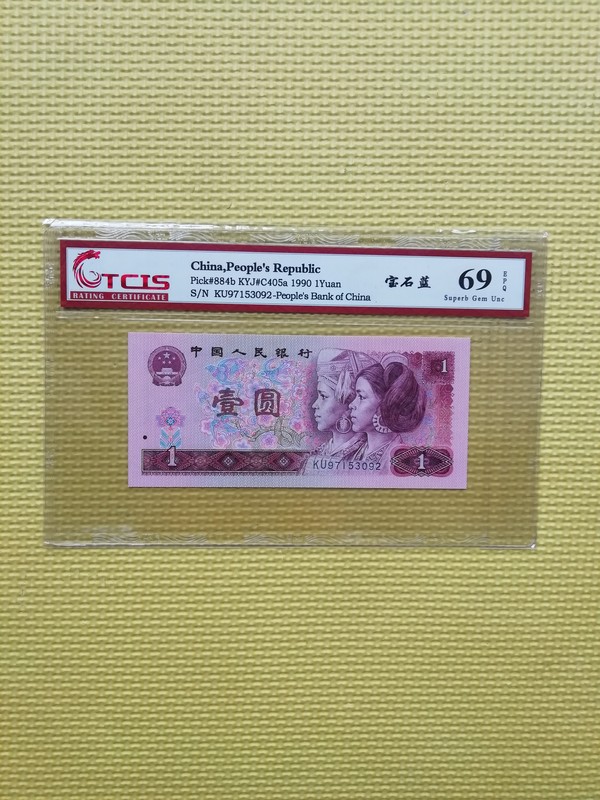 TCIS
RATING CERTIFICATE
China,People's Republic
Pick#884b KYJ#C405a 1990 1Yuan
S/N KU97153092-People's Bank of China
宝石蓝
69
EPQ
Superb Gem Unc
中国人民银行
1
壹圆
1
KU97153092
1